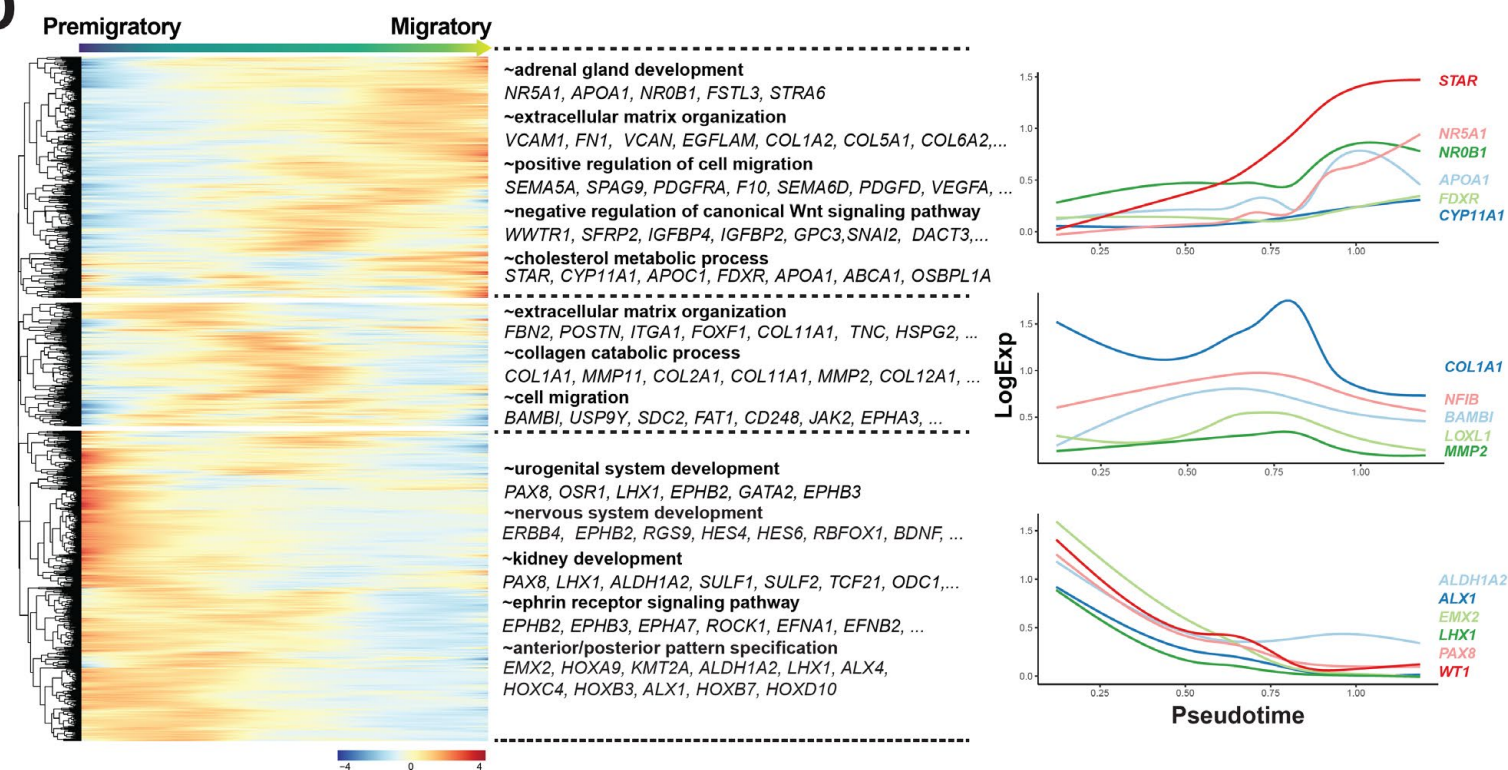 D
Premigratory
Migratory
~adrenal gland development
NR5A1, APOA1, NR0B1, FSTL3, STRA6
~extracellular matrix organization
VCAM1, FN1, VCAN, EGFLAM, COL1A2, COL5A1, COL6A2,...
~positive regulation of cell migration
SEMA5A, SPAG9, PDGFRA, F10, SEMA6D, PDGFD, VEGFA, ...
~negative regulation of canonical Wnt signaling pathway
WWTR1, SFRP2, IGFBP4, IGFBP2, GPC3,SNAI2, DACT3,...
~cholesterol metabolic process
STAR, CYP11A1, APOC1, FDXR, APOA1, ABCA1, OSBPL1A
~extracellular matrix organization
FBN2, POSTN, ITGA1, FOXF1, COL11A1, TNC, HSPG2, ...
~collagen catabolic process
COL1A1, MMP11, COL2A1, COL11A1, MMP2, COL12A1, ...
~cell migration
BAMBI, USP9Y, SDC2, FAT1, CD248, JAK2, EPHA3, ...
~urogenital system development
PAX8, OSR1, LHX1, EPHB2, GATA2, EPHB3
~nervous system development
ERBB4, EPHB2, RGS9, HES4, HES6, RBFOX1, BDNF, ...
~kidney development
PAX8, LHX1, ALDH1A2, SULF1, SULF2, TCF21, ODC1,...
~ephrin receptor signaling pathway
EPHB2, EPHB3, EPHA7, ROCK1, EFNA1, EFNB2, ...
~anterior/posterior pattern specification
EMX2, HOXA9, KMT2A, ALDH1A2, LHX1, ALX4,
HOXC4, HOXB3, ALX1, HOXB7, HOXD10
−4 0 4
LogExp
1.5
1.0
0.5
0.0
0.25 0.50 0.75 1.00
STAR
NR5A1
NR0B1
APOA1
FDXR
CYP11A1
1.5
1.0
0.5
0.25 0.50 0.75 1.00
COL1A1
NFIB
BAMBI
LOXL1
MMP2
1.5
1.0
0.5
0.0
0.25 0.50 0.75 1.00
ALDH1A2
ALX1
EMX2
LHX1
PAX8
WT1
Pseudotime